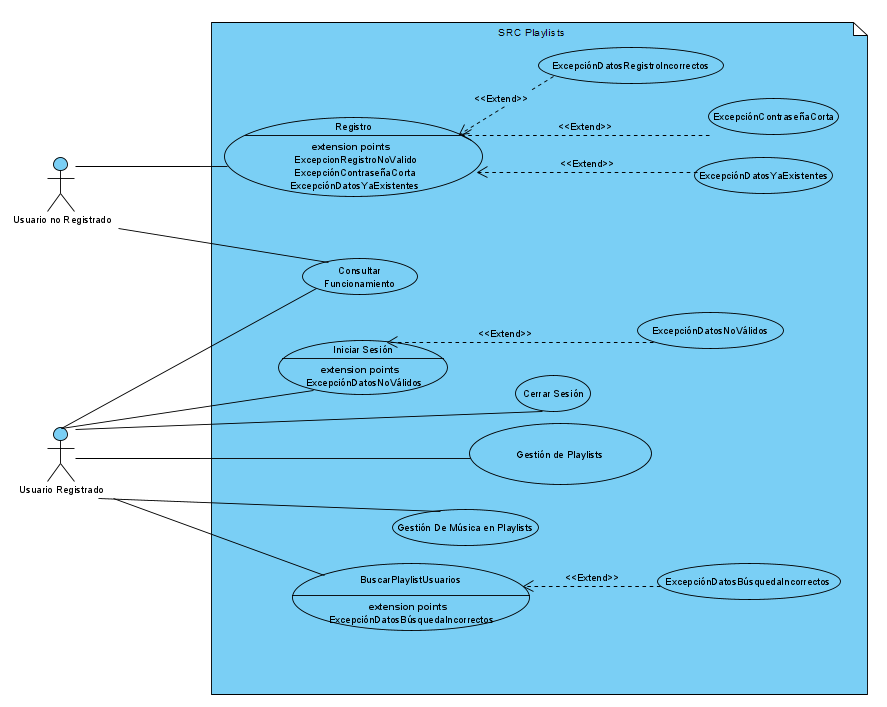 SRC Playlists
ExcepciónDatosRegistroIncorrectos
<<Extend>>
ExcepciónContraseñaCorta
<<Extend>>
Registro
extension points
ExcepcionRegistroNoValido
ExcepciónContraseñaCorta
ExcepciónDatosYaExistentes
<<Extend>>
ExcepciónDatosYaExistentes
Usuario no Registrado
Consultar
Funcionamiento
Iniciar Sesión
extension points
ExcepciónDatosNoVálidos
<<Extend>>
ExcepciónDatosNoVálidos
Cerrar Sesión
Gestión de Playlists
Usuario Registrado
Gestión De Música en Playlists
BuscarPlaylistUsuarios
extension points
ExcepciónDatosBúsquedaIncorrectos
<<Extend>>
ExcepciónDatosBúsquedaIncorrectos